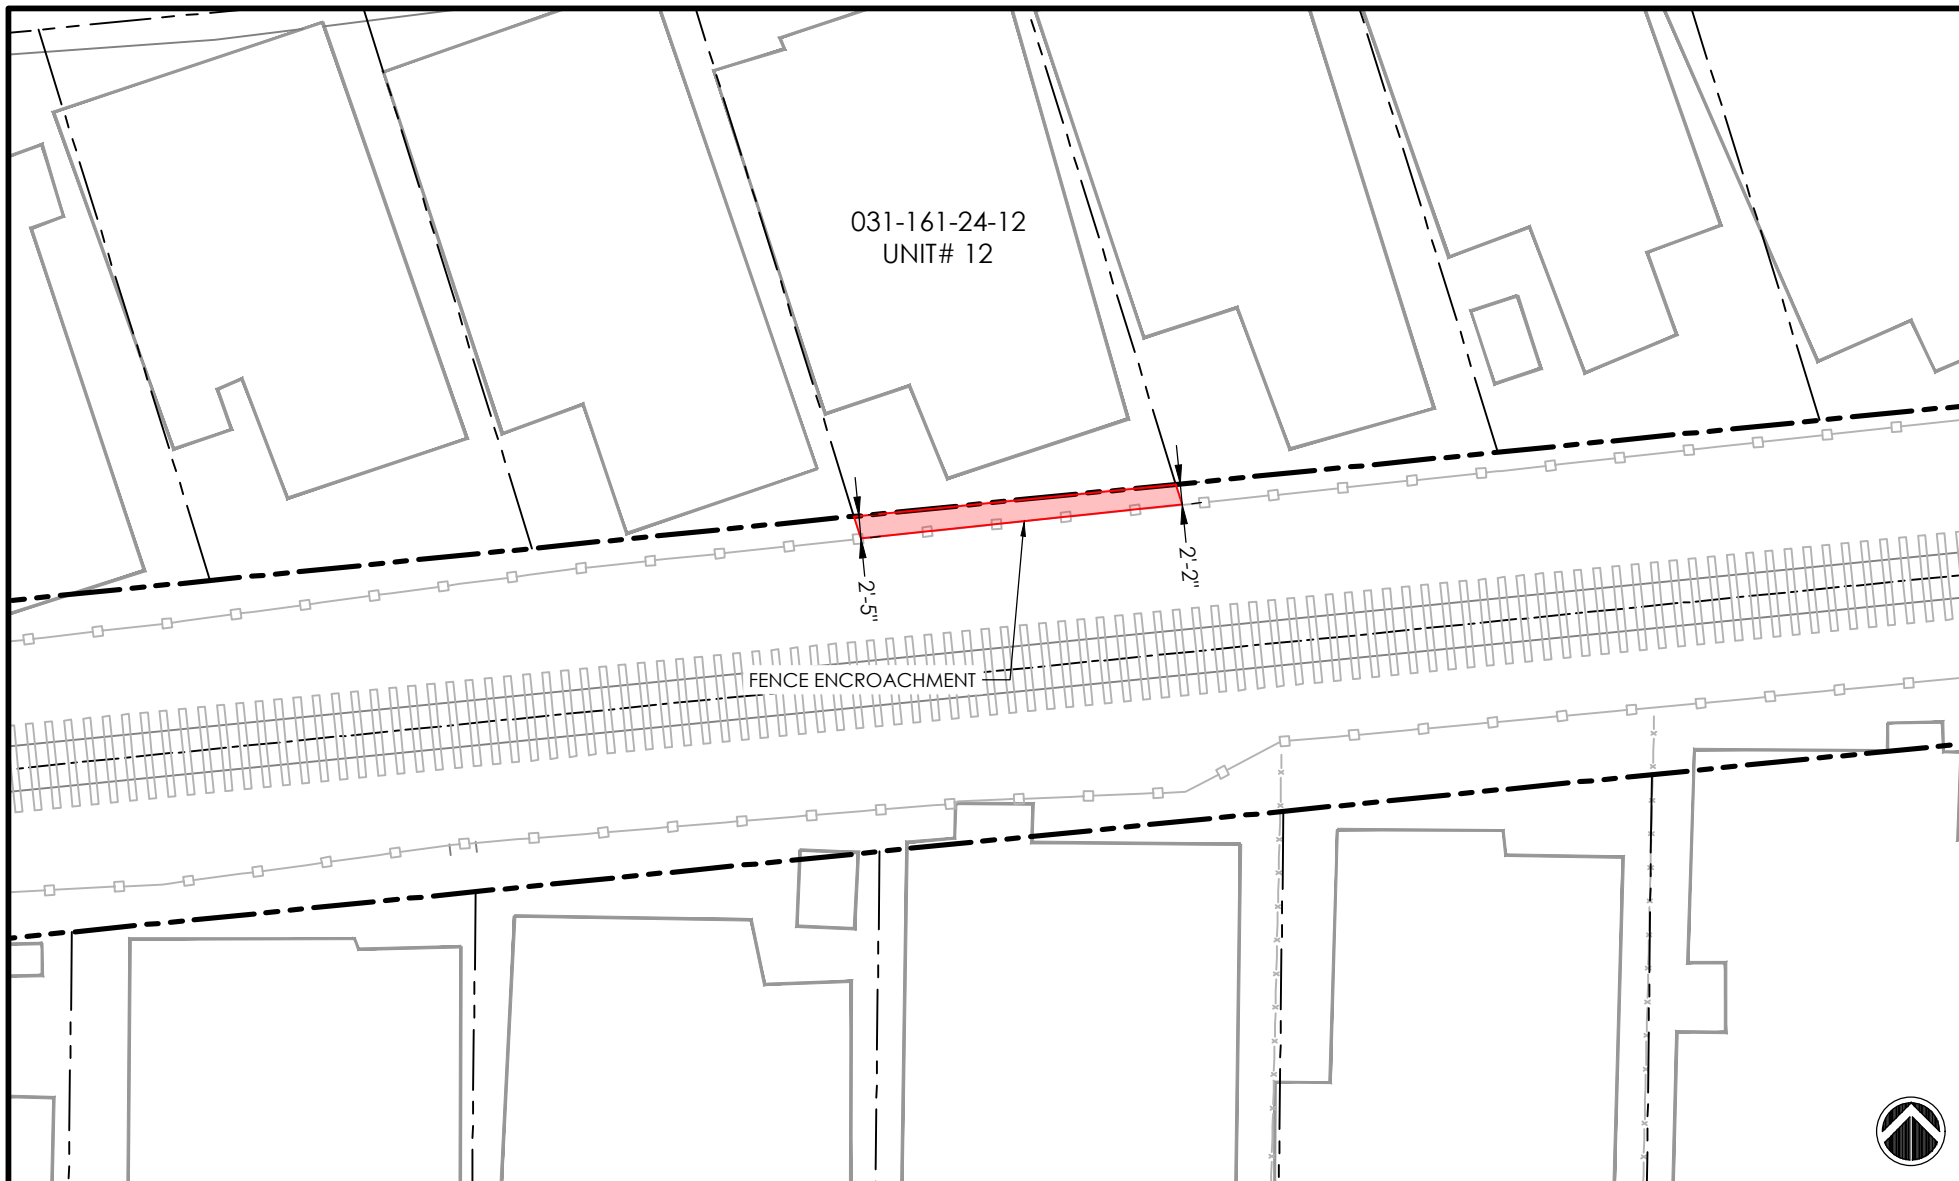 031-161-24-12
UNIT# 12
2'-5"
2'-2"
FENCE ENCROACHMENT